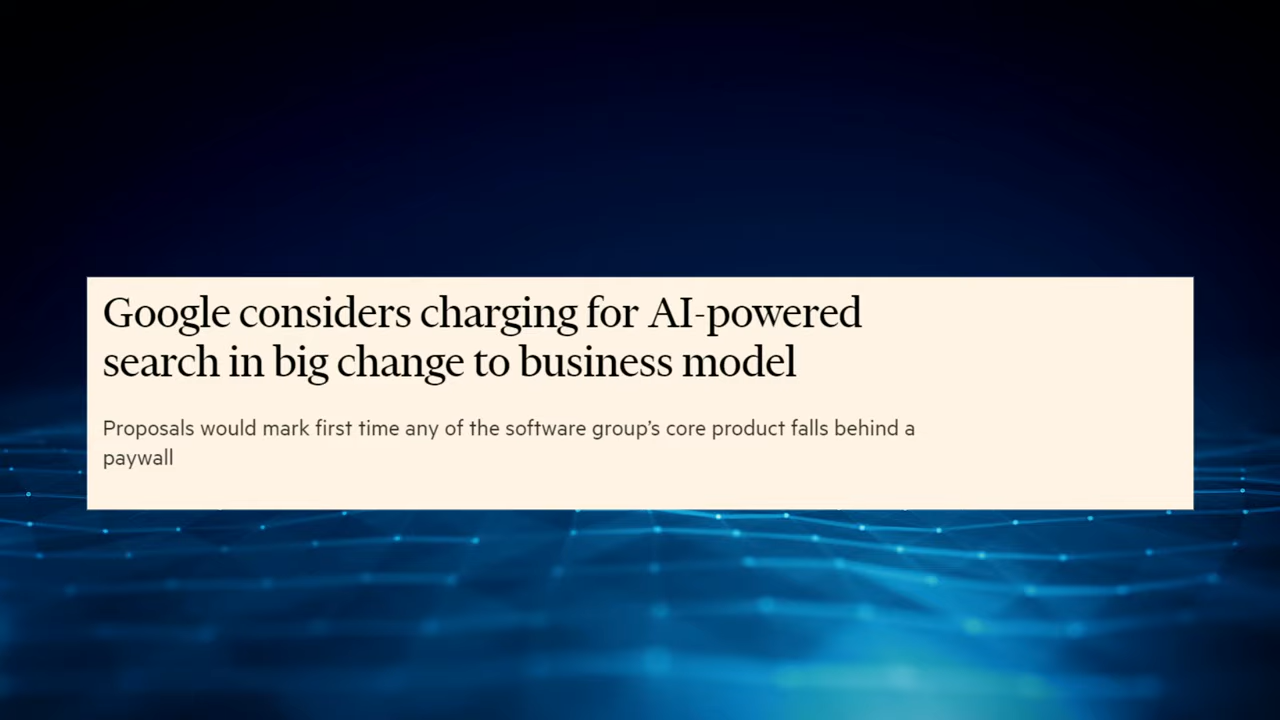 Google considers charging for AI-powered
search in big change to business model
Proposals would mark first time any of the software group’s core product falls behind a
paywall